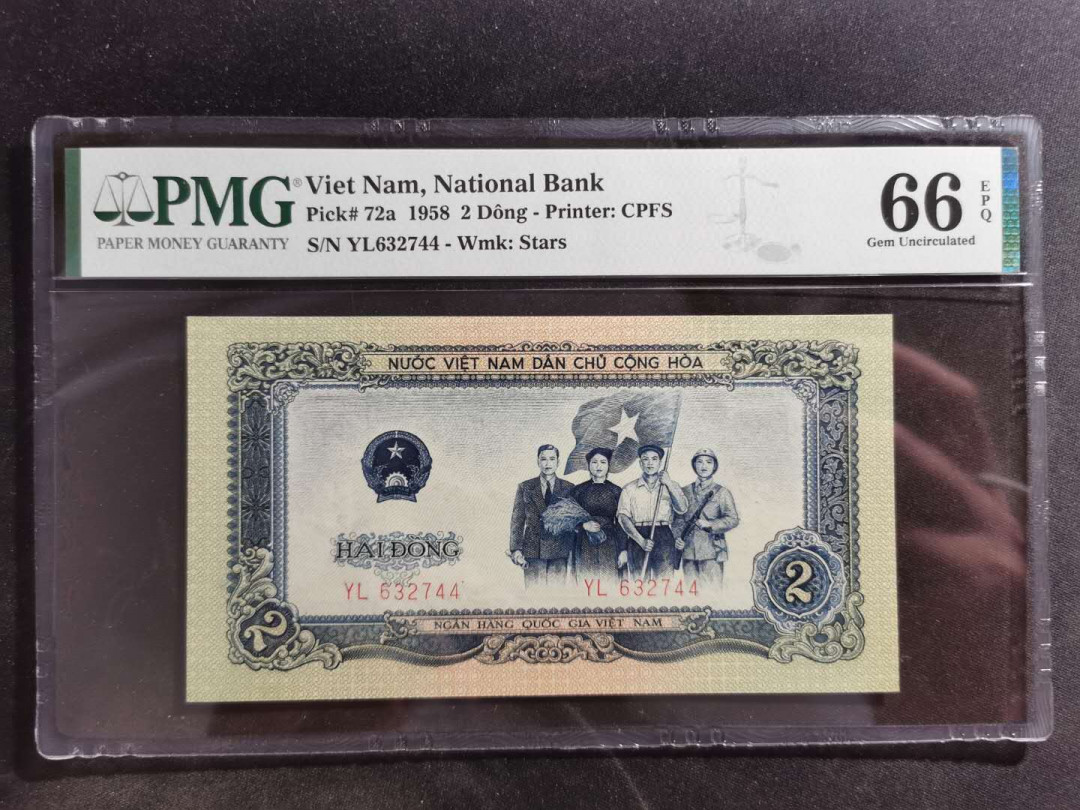 PMG®
PAPER MONEY GUARANTY
Viet Nam, National Bank
Pick# 72a 1958 2 Dông - Printer: CPFS
S/N YL632744 - Wmk: Stars
66
EPQ
Gem Uncirculated
NƯỚC VIỆT NAM DÂN CHỦ CỘNG HÒA
HAI ĐỒNG
YL 632744
YL 632744
2
2
NGÂN HÀNG QUỐC GIA VIỆT NAM